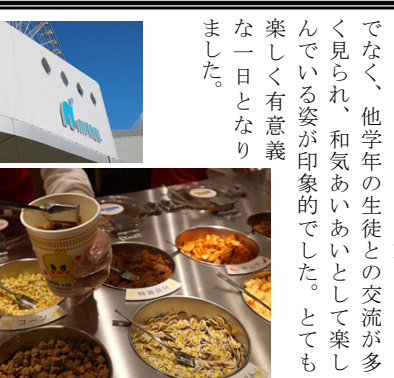 でなく、他学年の生徒との交流が多
く見られ、和気あいあいとして楽し
んでいる姿が印象的でした。とても
楽しく有意義
な一日となり
ました。
コーン